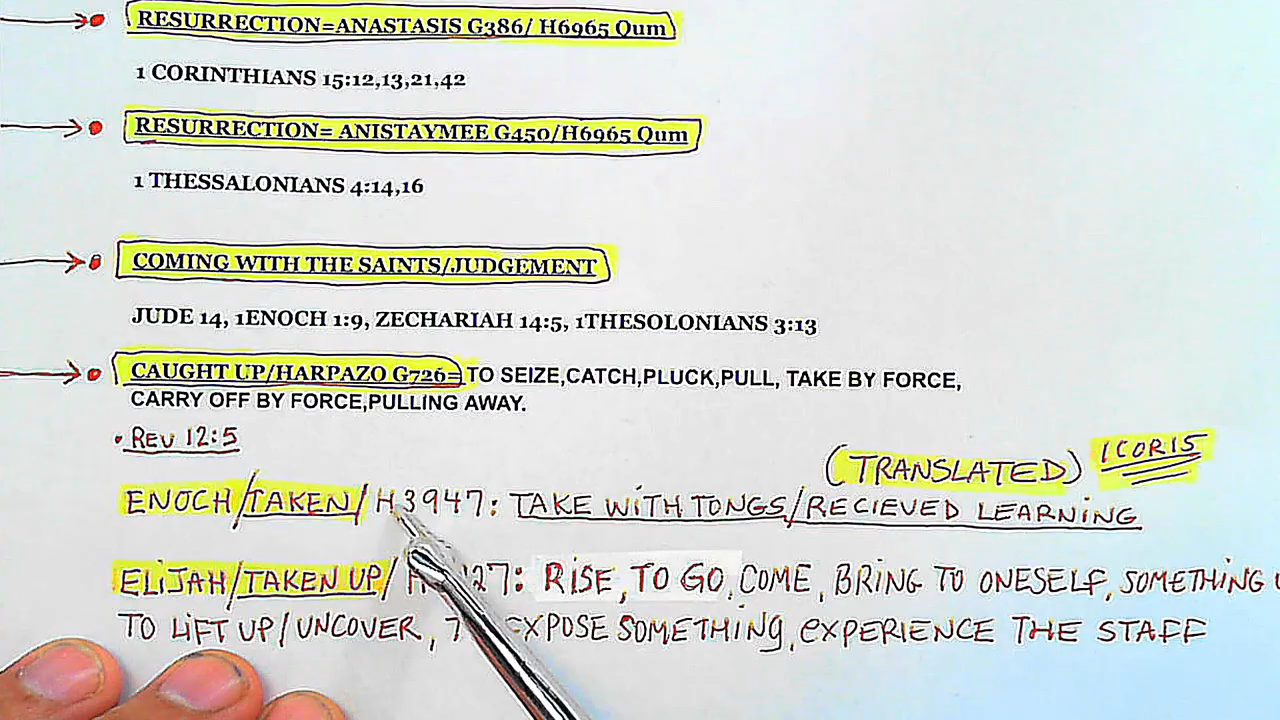 RESURRECTION=ANASTASIS G386/ H6965 Qum
1 CORINTHIANS 15:12,13,21,42
RESURRECTION= ANISTAYMEE G450/H6965 Qum
1 THESSALONIANS 4:14,16
COMING WITH THE SAINTS/JUDGEMENT
JUDE 14, 1ENOCH 1:9, ZECHARIAH 14:5, 1THESOLONIANS 3:13
CAUGHT UP/HARPAZO G726= TO SEIZE,CATCH,PLUCK,PULL, TAKE BY FORCE,
CARRY OFF BY FORCE,PULLING AWAY.
• Rev 12:5
(TRANSLATED) 1COR15
ENOCH/TAKEN/H3947: TAKE WITH TONGS/RECIEVED LEARNING
ELIJAH/TAKEN UP/ RISE, TO GO, COME, BRING TO ONESELF, SOMETHING
TO LIFT UP/UNCOVER, EXPOSE SOMETHING, EXPERIENCE THE STAFF